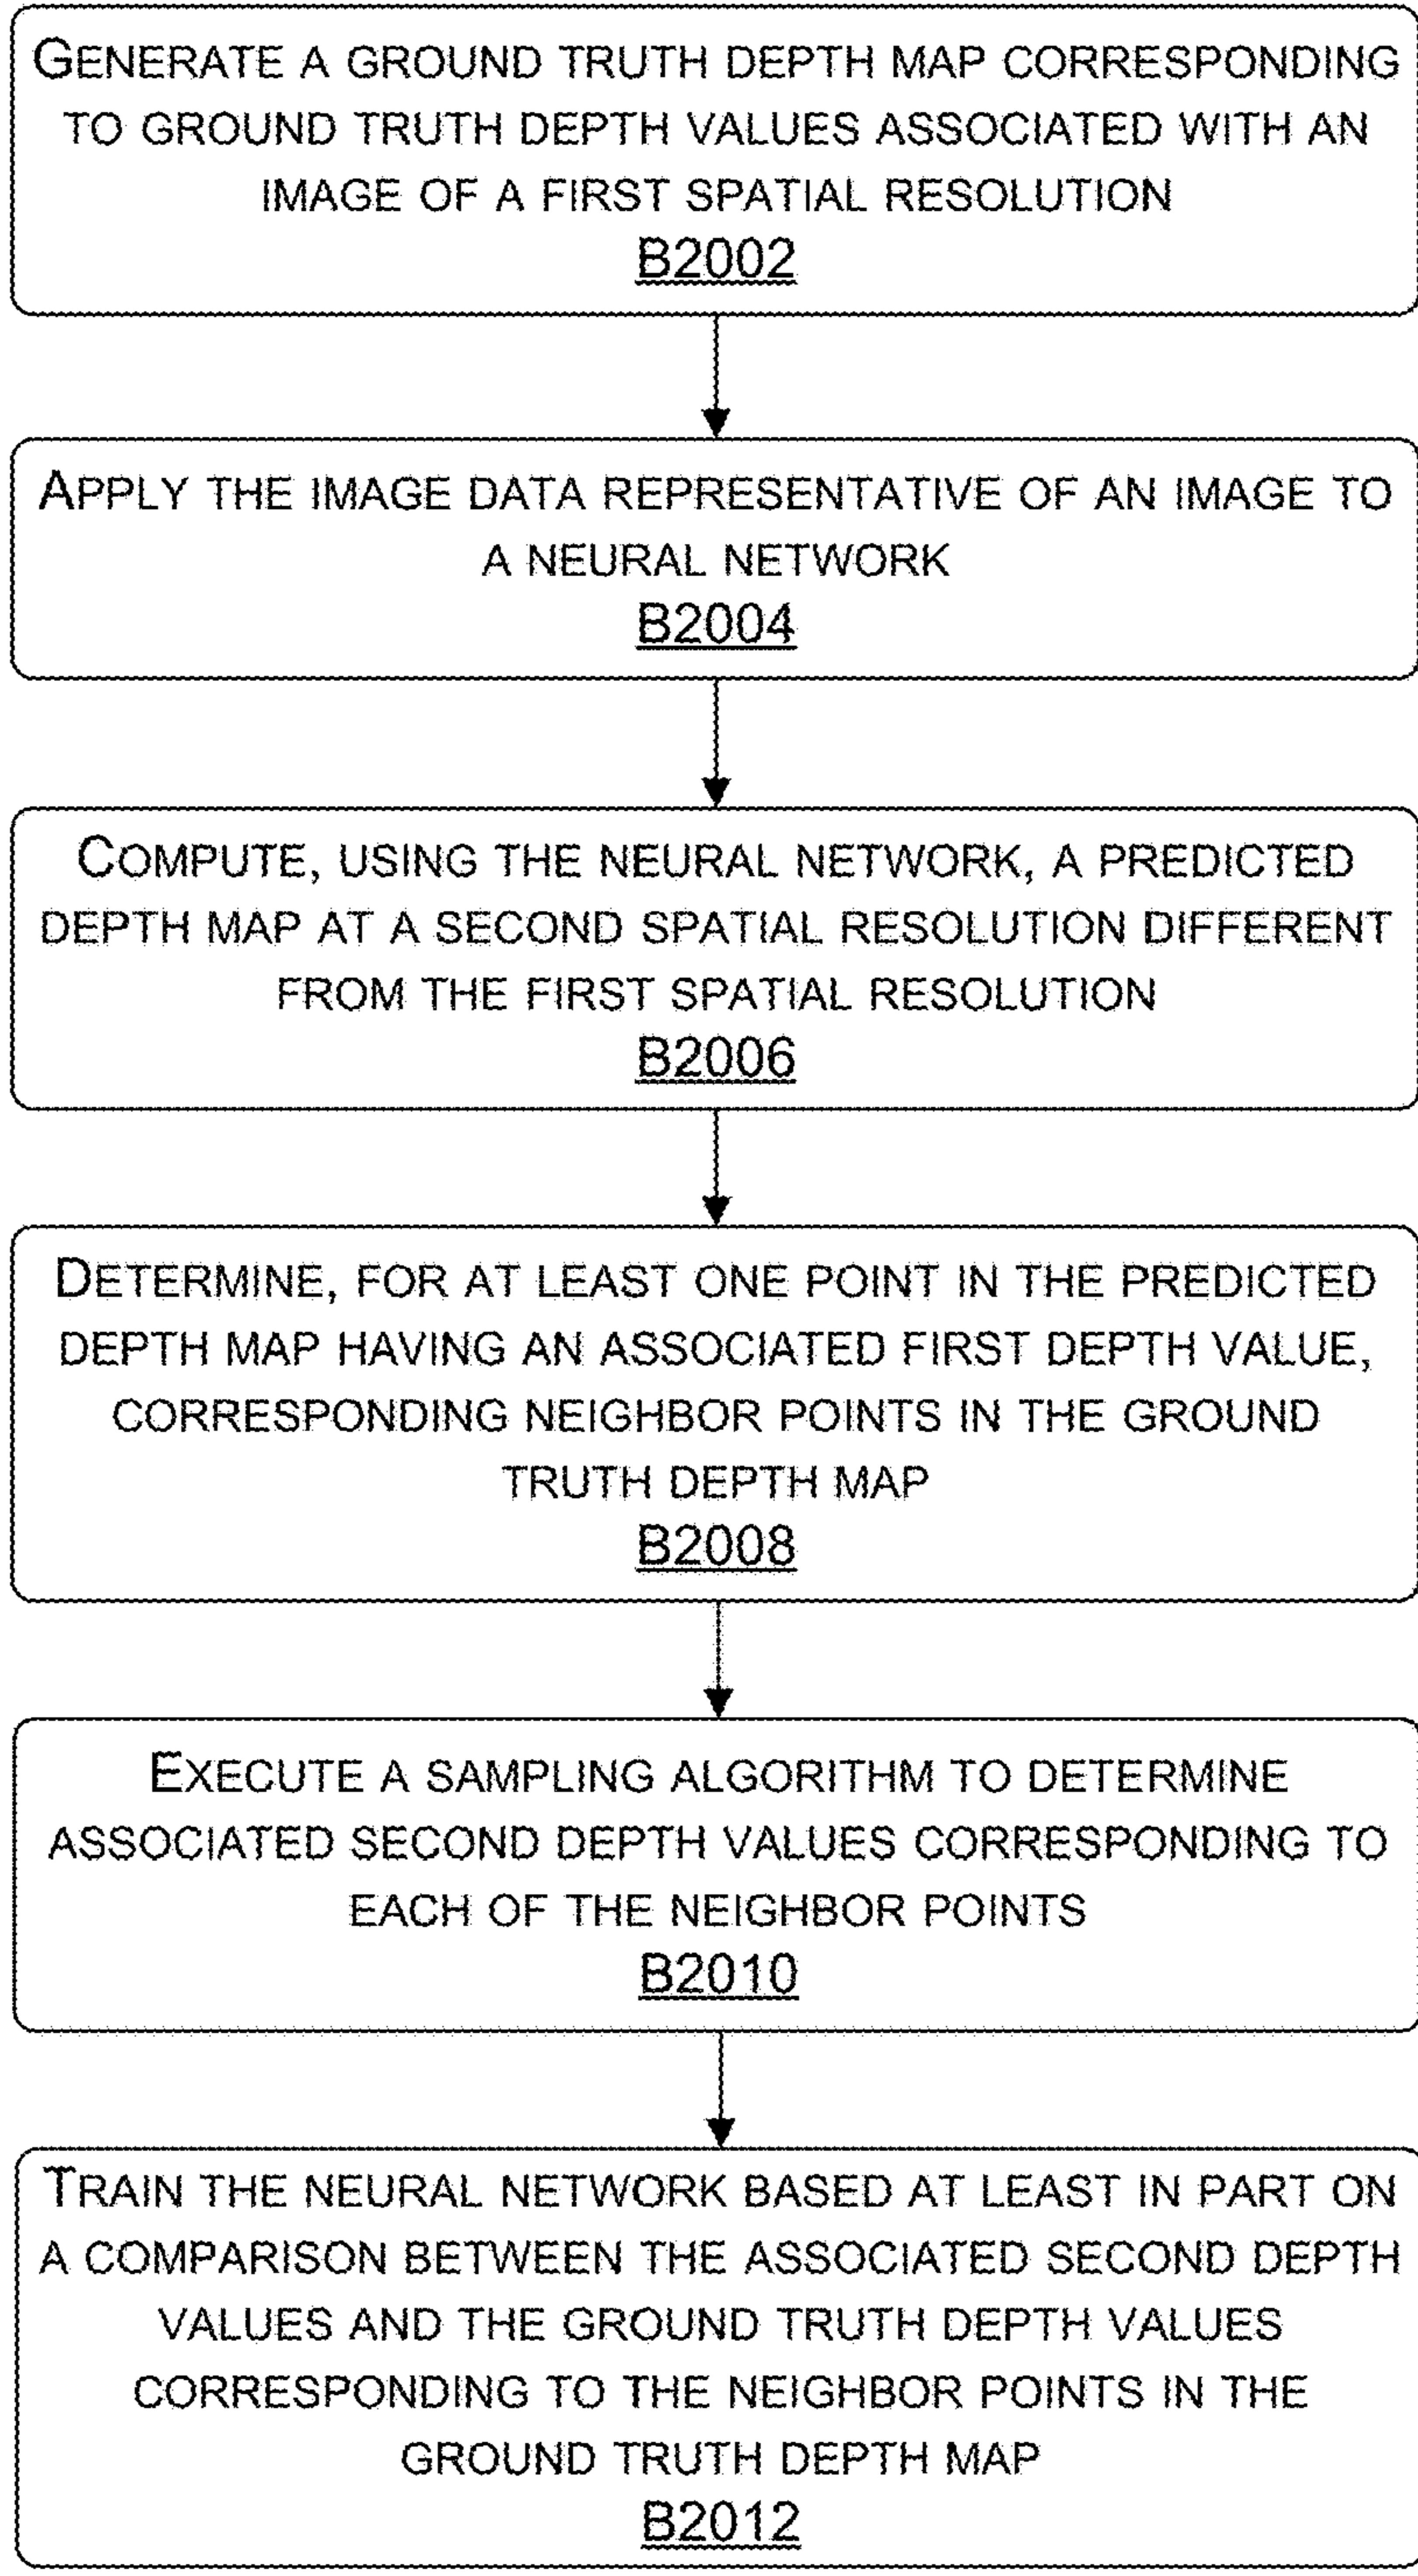 GENERATE A GROUND TRUTH DEPTH MAP CORRESPONDING
TO GROUND TRUTH DEPTH VALUES ASSOCIATED WITH AN
IMAGE OF A FIRST SPATIAL RESOLUTION
B2002
APPLY THE IMAGE DATA REPRESENTATIVE OF AN IMAGE TO
A NEURAL NETWORK
B2004
COMPUTE, USING THE NEURAL NETWORK, A PREDICTED
DEPTH MAP AT A SECOND SPATIAL RESOLUTION DIFFERENT
FROM THE FIRST SPATIAL RESOLUTION
B2006
DETERMINE, FOR AT LEAST ONE POINT IN THE PREDICTED
DEPTH MAP HAVING AN ASSOCIATED FIRST DEPTH VALUE,
CORRESPONDING NEIGHBOR POINTS IN THE GROUND
TRUTH DEPTH MAP
B2008
EXECUTE A SAMPLING ALGORITHM TO DETERMINE
ASSOCIATED SECOND DEPTH VALUES CORRESPONDING TO
EACH OF THE NEIGHBOR POINTS
B2010
TRAIN THE NEURAL NETWORK BASED AT LEAST IN PART ON
A COMPARISON BETWEEN THE ASSOCIATED SECOND DEPTH
VALUES AND THE GROUND TRUTH DEPTH VALUES
CORRESPONDING TO THE NEIGHBOR POINTS IN THE
GROUND TRUTH DEPTH MAP
B2012